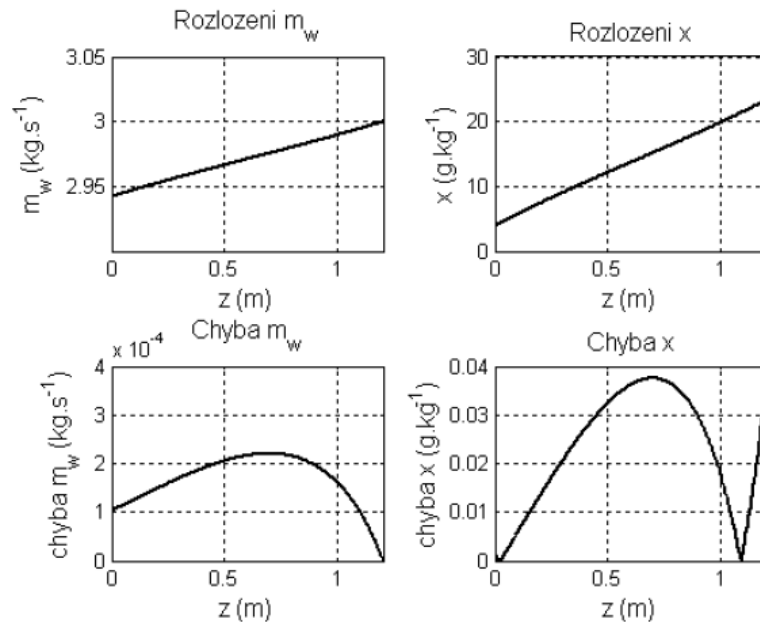 Rozlozeni m_w
3.05
3
2.95
m_w (kg.s^-1)
0
0.5
1
z (m)
Rozlozeni x
30
20
10
0
x (g.kg^-1)
0
0.5
1
z (m)
Chyba m_w
x 10^-4
4
3
2
1
0
chyba m_w (kg.s^-1)
0
0.5
1
z (m)
Chyba x
0.04
0.03
0.02
0.01
0
chyba x (g.kg^-1)
0
0.5
1
z (m)